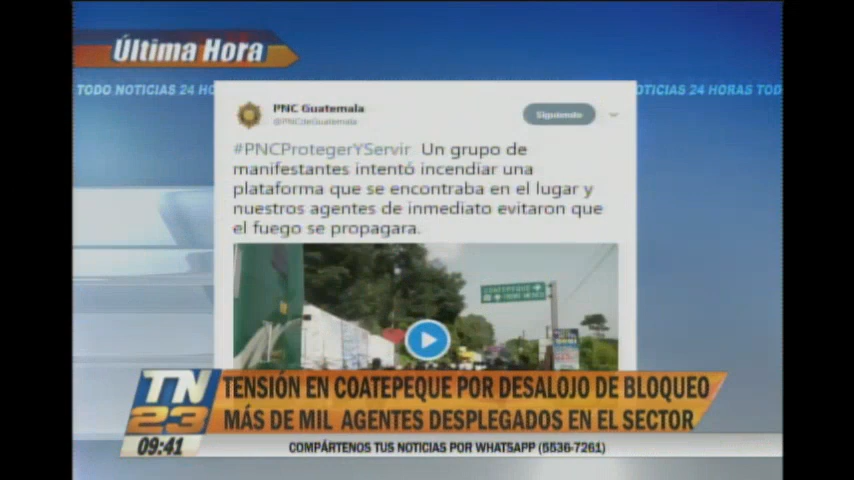 Última Hora
TODO NOTICIAS 24 HO
OTICIAS 24 HORAS TOD
PNC Guatemala
@PNCdeGuatemala
Siguiendo
#PNCProtegerYServir Un grupo de
manifestantes intentó incendiar una
plataforma que se encontraba en el lugar y
nuestros agentes de inmediato evitaron que
el fuego se propagara.
COATEPEQUE
TN
23
TENSIÓN EN COATEPEQUE POR DESALOJO DE BLOQUEO
MÁS DE MIL AGENTES DESPLEGADOS EN EL SECTOR
09:41
COMPÁRTENOS TUS NOTICIAS POR WHATSAPP (5536-7261)